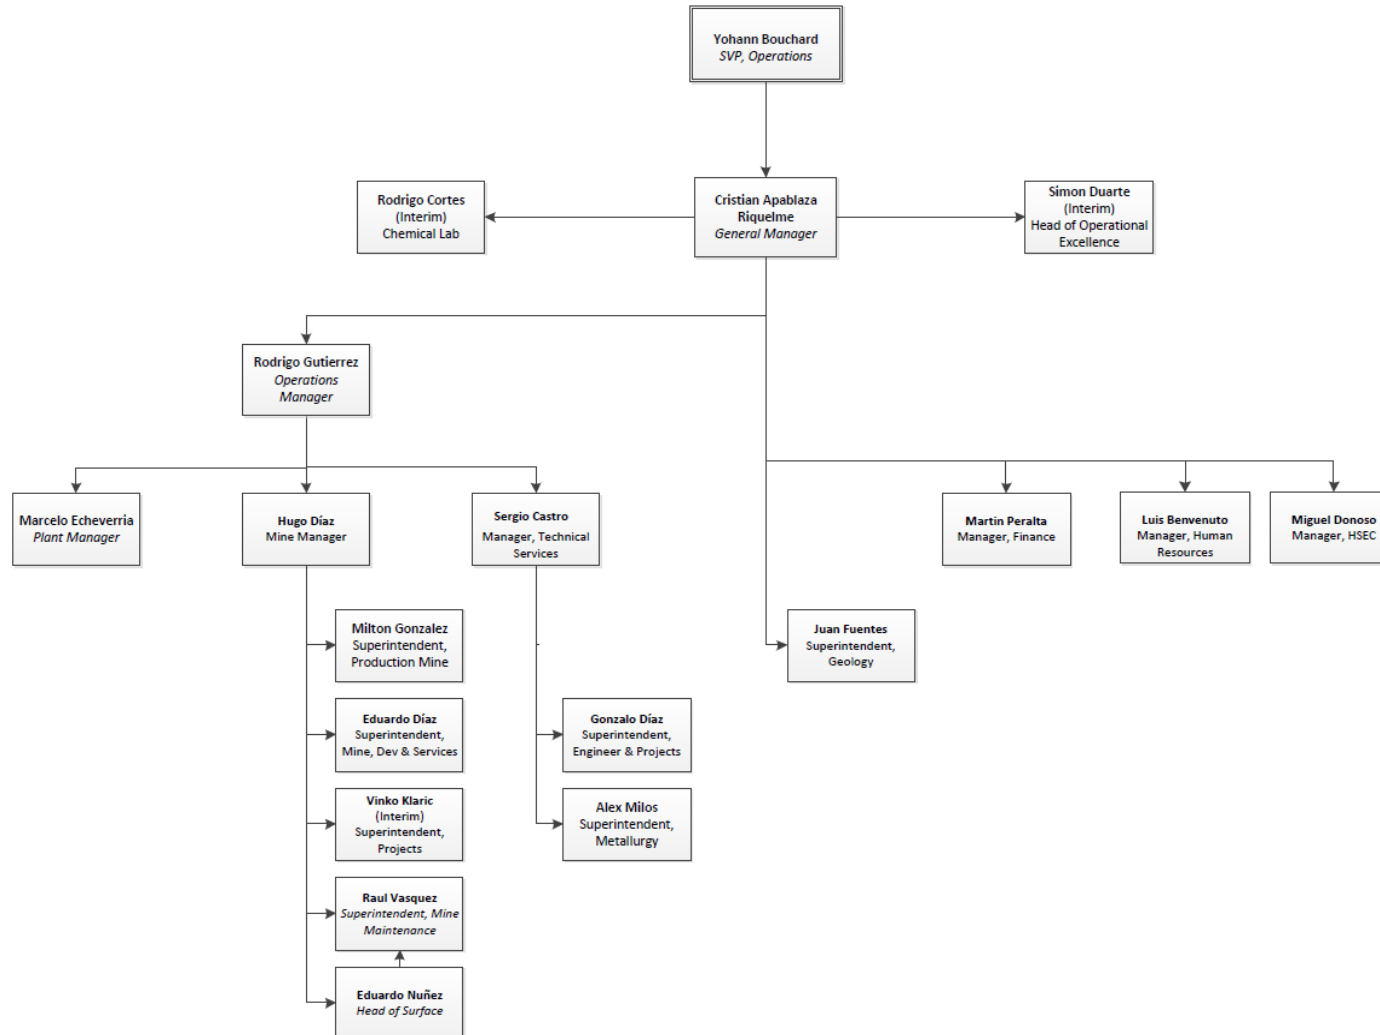 Yohann Bouchard
SVP, Operations
Rodrigo Cortes
(Interim)
Chemical Lab
Cristian Apablaza
Riquelme
General Manager
Simon Duarte
(Interim)
Head of Operational
Excellence
Rodrigo Gutierrez
Operations
Manager
Marcelo Echeverria
Plant Manager
Hugo Díaz
Mine Manager
Sergio Castro
Manager, Technical
Services
Martin Peralta
Manager, Finance
Luis Benvenuto
Manager, Human
Resources
Miguel Donoso
Manager, HSEC
Milton Gonzalez
Superintendent,
Production Mine
Juan Fuentes
Superintendent,
Geology
Eduardo Díaz
Superintendent,
Mine, Dev & Services
Gonzalo Díaz
Superintendent,
Engineer & Projects
Vinko Klaric
(Interim)
Superintendent,
Projects
Alex Milos
Superintendent,
Metallurgy
Raul Vasquez
Superintendent, Mine
Maintenance
Eduardo Nuñez
Head of Surface